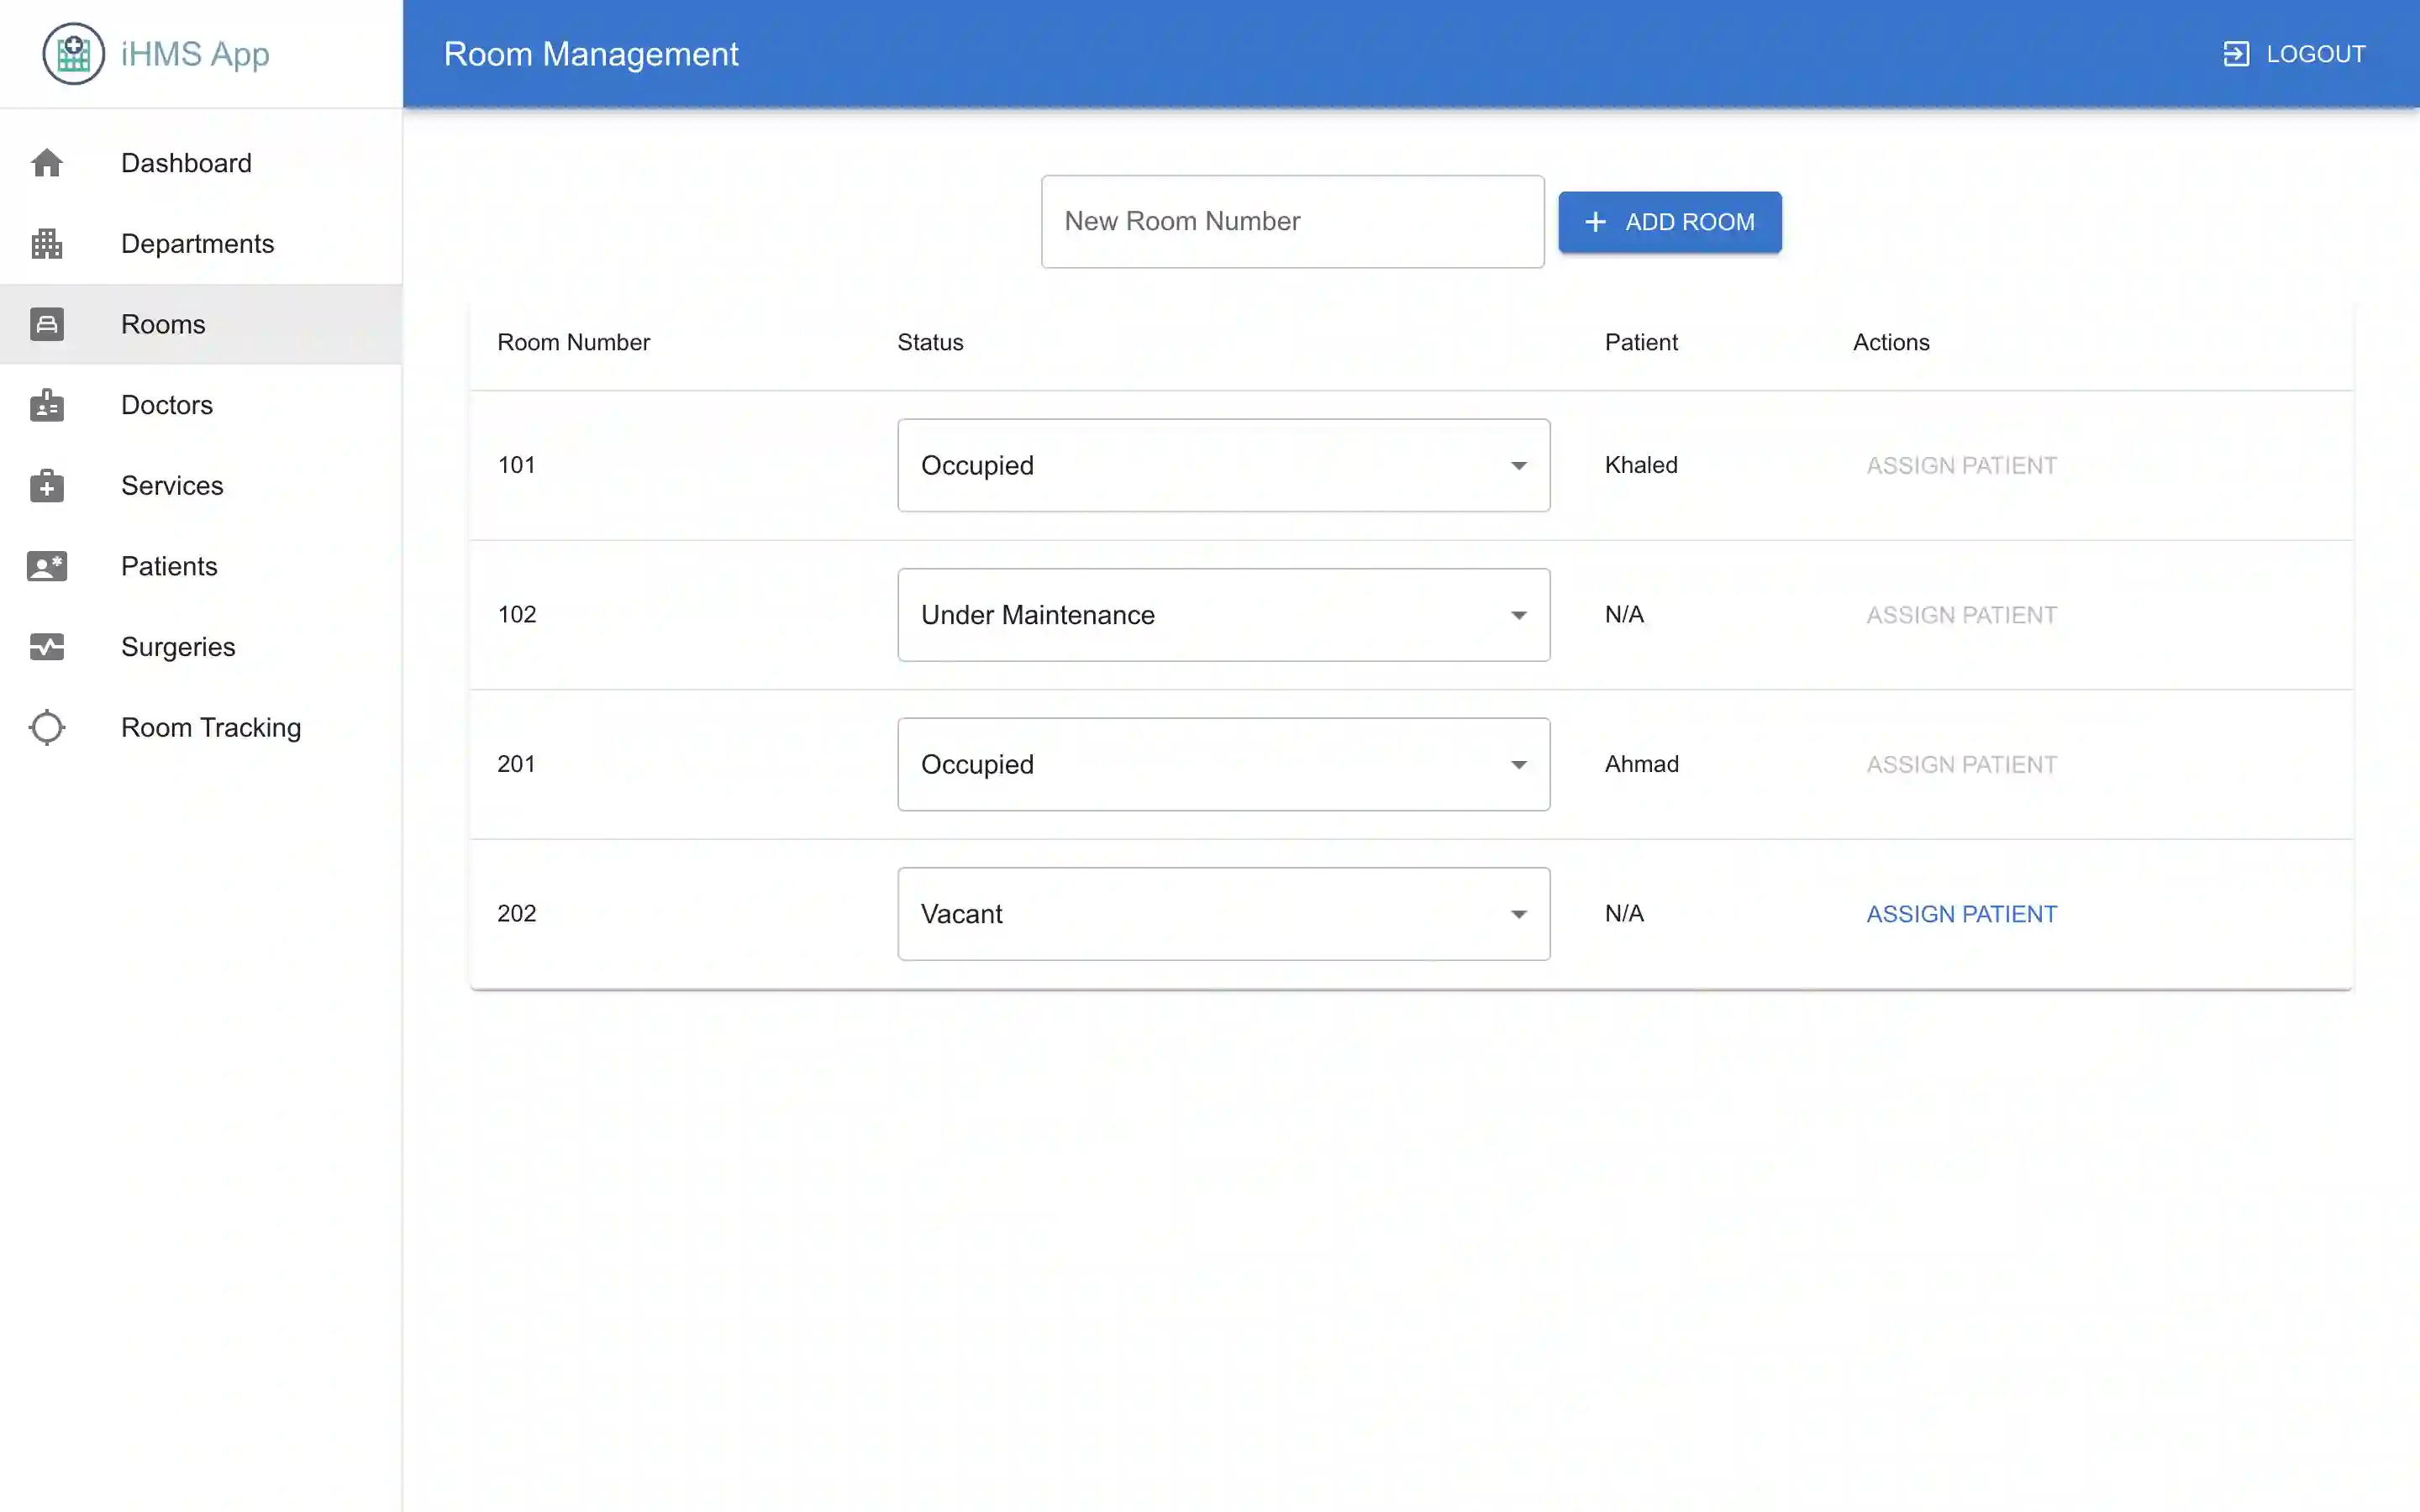 iHMS App
Room Management
LOGOUT
Dashboard
Departments
Rooms
Doctors
Services
Patients
Surgeries
Room Tracking
New Room Number
ADD ROOM
Room Number Status Patient Actions
101 Occupied Khaled ASSIGN PATIENT
102 Under Maintenance N/A ASSIGN PATIENT
201 Occupied Ahmad ASSIGN PATIENT
202 Vacant N/A ASSIGN PATIENT